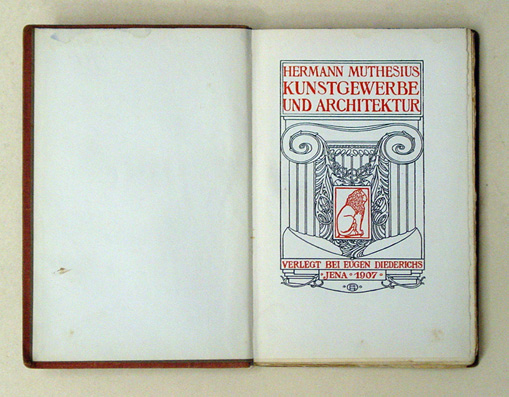 HERMANN MUTHESIUS
KUNSTGEWERBE
UND ARCHITEKTUR
VERLEGT BEI EUGEN DIEDERICHS
JENA * 1907